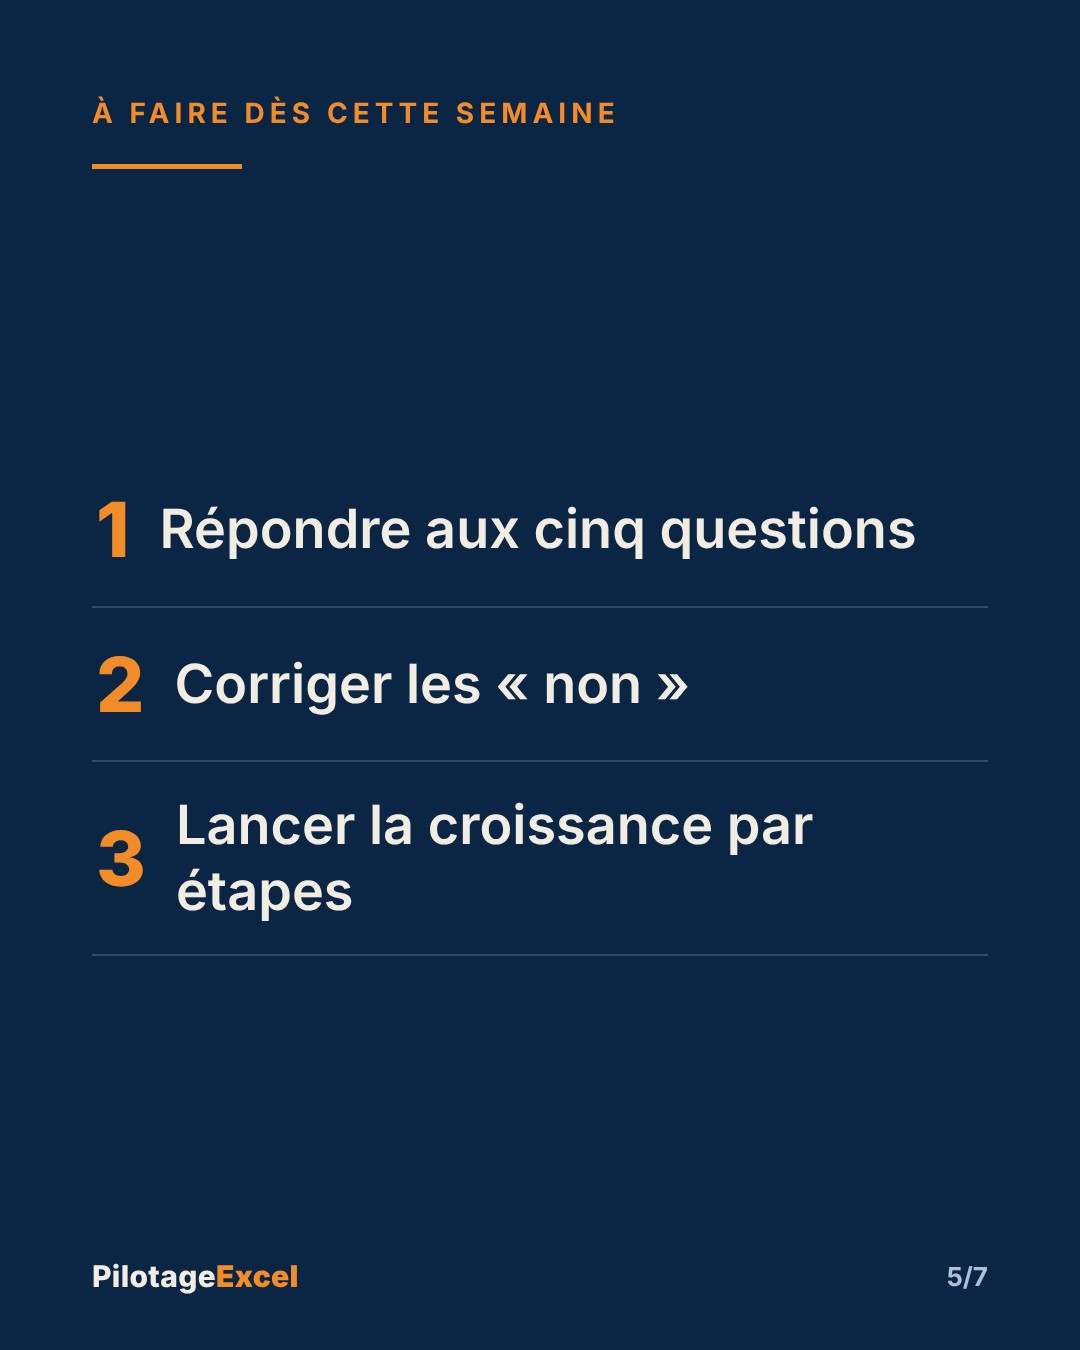 À FAIRE DÈS CETTE SEMAINE
1 Répondre aux cinq questions
2 Corriger les « non »
3 Lancer la croissance par
étapes
PilotageExcel
5/7